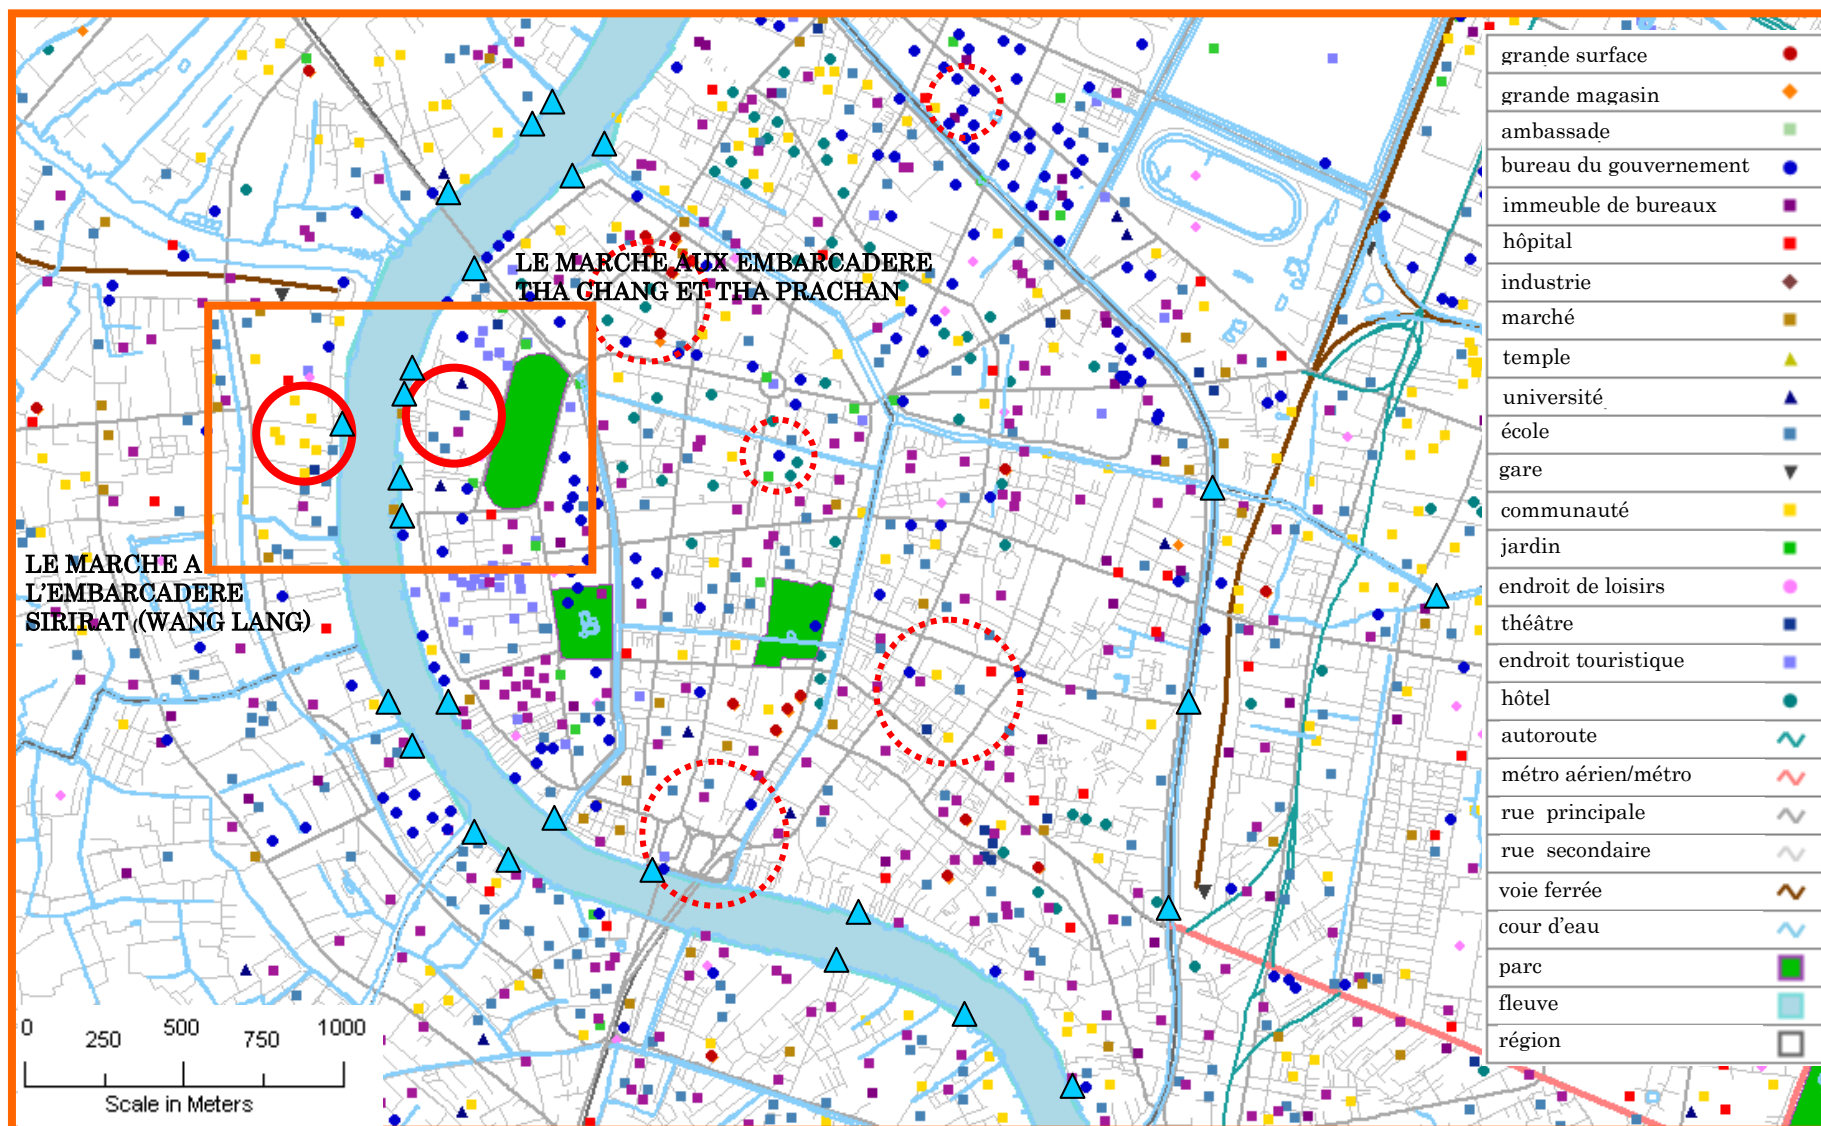 LE MARCHE AUX EMBARCADERE
THA CHANG ET THA PRACHAN
LE MARCHE A
L'EMBARCADERE
SIRIRAT (WANG LANG)
0 250 500 750 1000
Scale in Meters
grande surface
grande magasin
ambassade
bureau du gouvernement
immeuble de bureaux
hôpital
industrie
marché
temple
université
école
gare
communauté
jardin
endroit de loisirs
théâtre
endroit touristique
hôtel
autoroute
métro aérien/métro
rue principale
rue secondaire
voie ferrée
cour d'eau
parc
fleuve
région